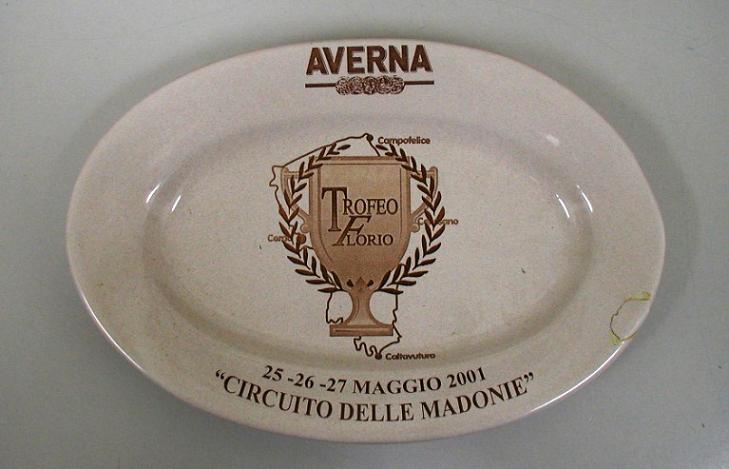 AVERNA
Campofelice
TROFEO
FLORIO
Caltavuturo
25 -26 -27 MAGGIO 2001
“CIRCUITO DELLE MADONIE”